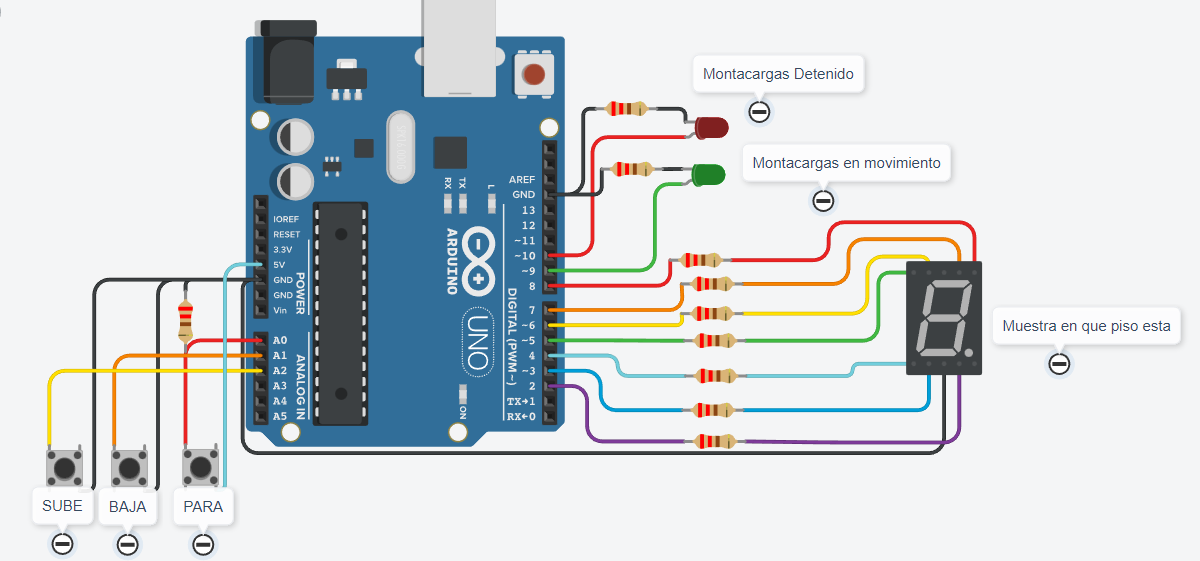 Montacargas Detenido
Montacargas en movimiento
Muestra en que piso esta
SUBE
BAJA
PARA
IOREF
RESET
3.3V
5V
GND
GND
Vin
POWER
A0
A1
A2
A3
A4
A5
ANALOG IN
RX
TX
L
ARDUINO
UNO
ON
AREF
GND
13
12
~11
~10
~9
8
7
~6
~5
4
~3
2
TX→1
RX←0
DIGITAL (PWM~)